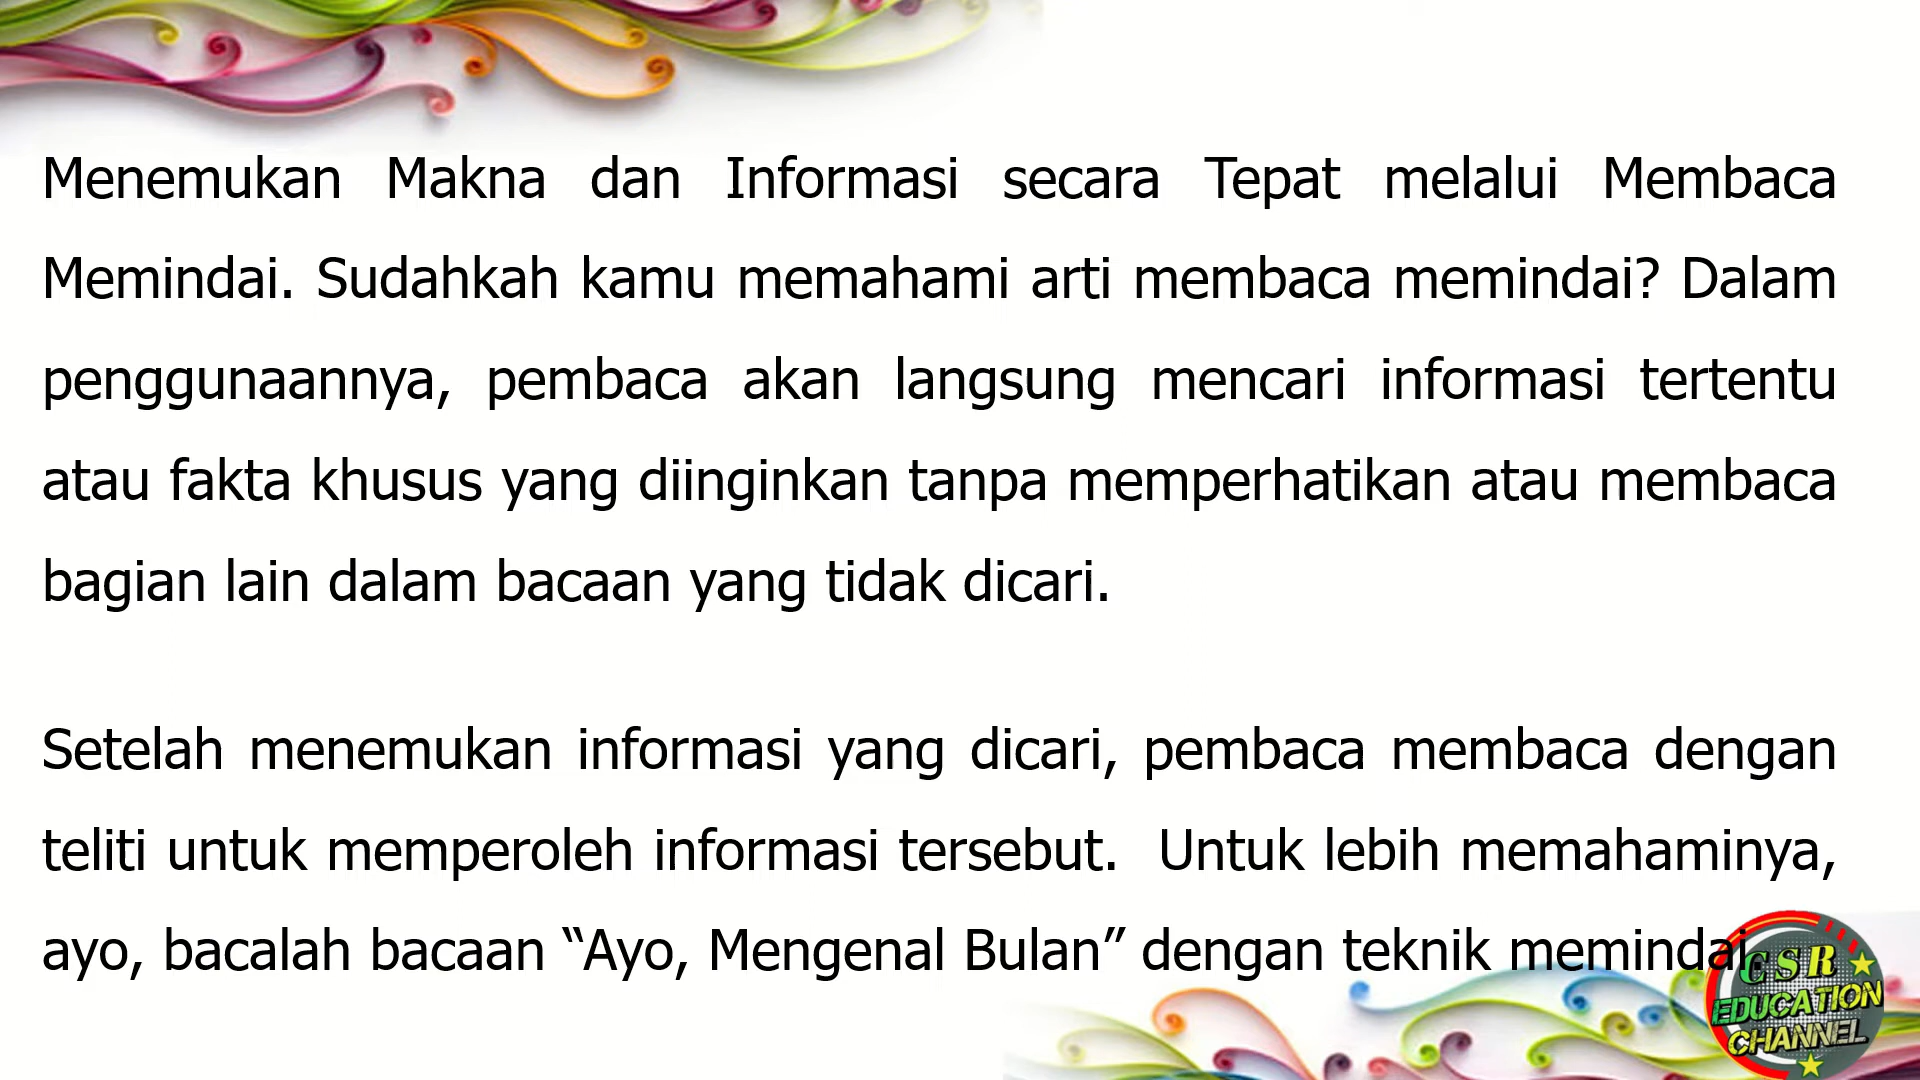 Menemukan Makna dan Informasi secara Tepat melalui Membaca
Memindai. Sudahkah kamu memahami arti membaca memindai? Dalam
penggunaannya, pembaca akan langsung mencari informasi tertentu
atau fakta khusus yang diinginkan tanpa memperhatikan atau membaca
bagian lain dalam bacaan yang tidak dicari.
Setelah menemukan informasi yang dicari, pembaca membaca dengan
teliti untuk memperoleh informasi tersebut.  Untuk lebih memahaminya,
ayo, bacalah bacaan “Ayo, Mengenal Bulan” dengan teknik memindai.
CSR
EDUCATION
CHANNEL